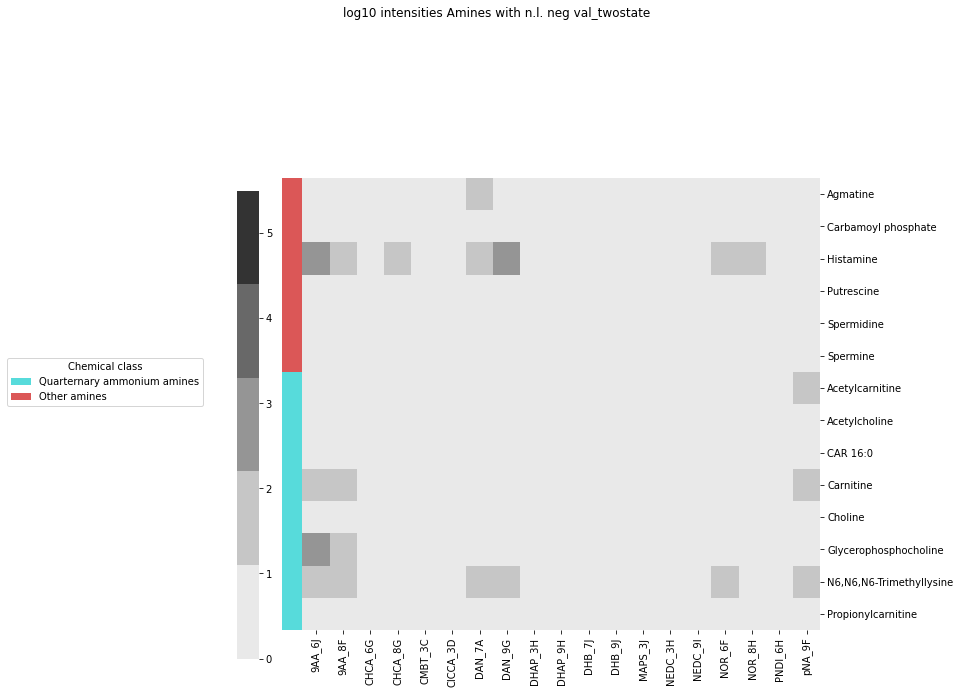 log10 intensities Amines with n.l. neg val_twostate
Chemical class
Quarternary ammonium amines
Other amines
5
4
3
2
1
0
Agmatine
Carbamoyl phosphate
Histamine
Putrescine
Spermidine
Spermine
Acetylcarnitine
Acetylcholine
CAR 16:0
Carnitine
Choline
Glycerophosphocholine
N6,N6,N6-Trimethyllysine
Propionylcarnitine
9AA_6J
9AA_8F
CHCA_6G
CHCA_8G
CMBT_3C
ClCCA_3D
DAN_7A
DAN_9G
DHAP_3H
DHAP_9H
DHB_7J
DHB_9J
MAPS_3J
NEDC_3H
NEDC_9I
NOR_6F
NOR_8H
PNDI_6H
pNA_9F